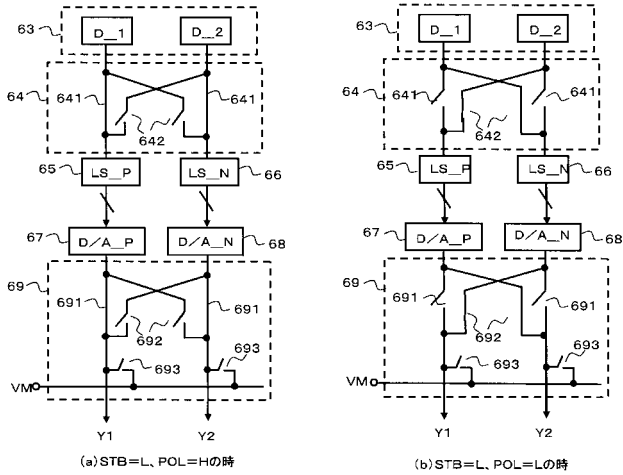 63
D_1
D_2
64
641
641
642
65
LS_P
LS_N
66
67
D/A_P
D/A_N
68
69
691
691
692
693
693
VM
Y1
Y2
(a)STB=L、POL=Hの時
63
D_1
D_2
64
641
641
642
65
LS_P
LS_N
66
67
D/A_P
D/A_N
68
69
691
691
692
693
693
VM
Y1
Y2
(b)STB=L、POL=Lの時